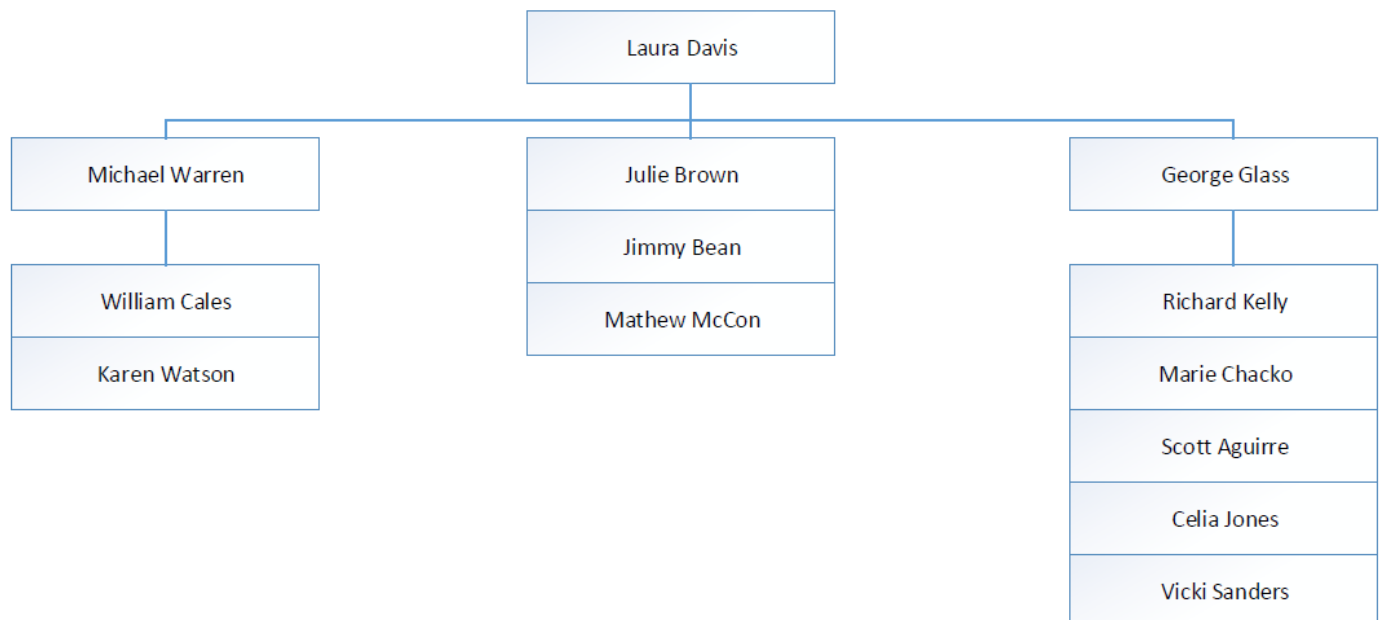 Laura Davis
Michael Warren
Julie Brown
George Glass
Jimmy Bean
William Cales
Richard Kelly
Mathew McCon
Karen Watson
Marie Chacko
Scott Aguirre
Celia Jones
Vicki Sanders